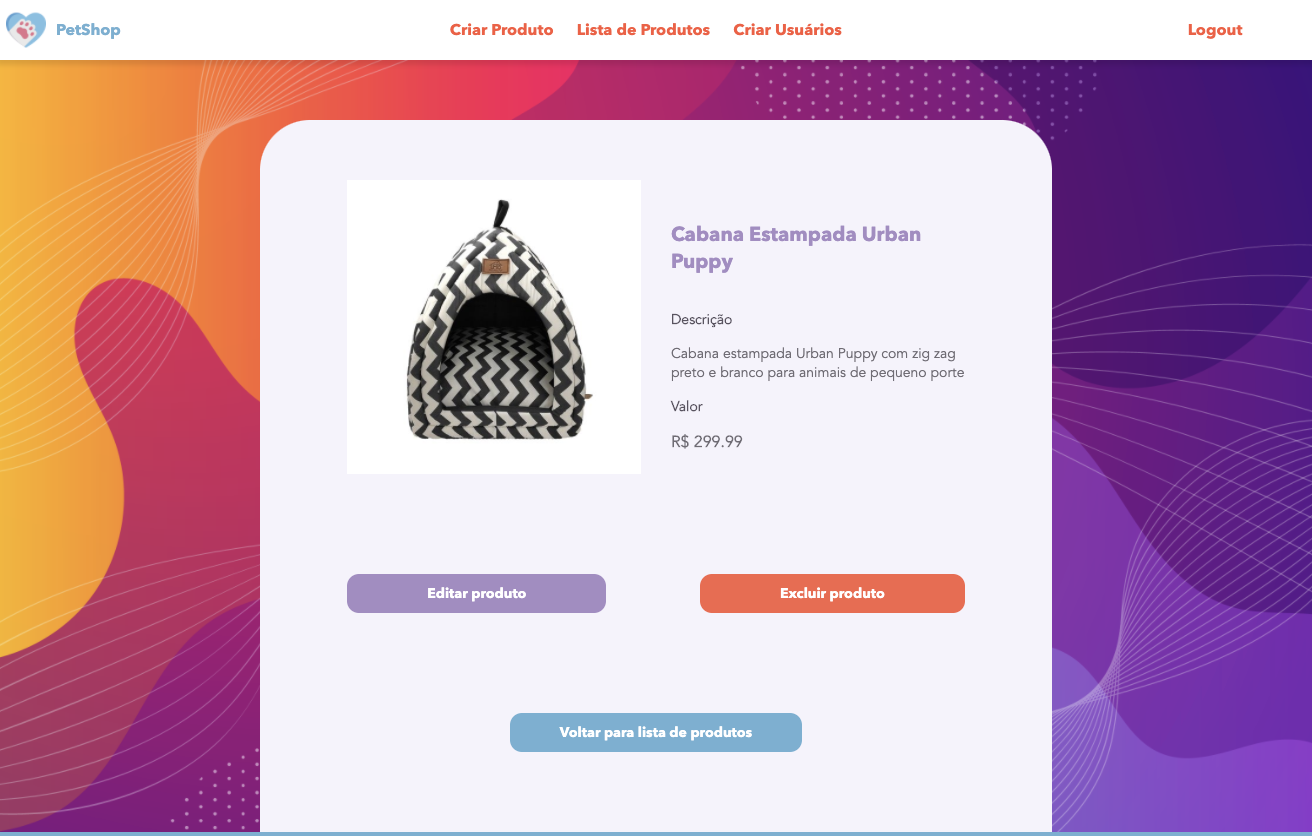 PetShop
Criar Produto
Lista de Produtos
Criar Usuários
Logout
Cabana Estampada Urban
Puppy
Descrição
Cabana estampada Urban Puppy com zig zag
preto e branco para animais de pequeno porte
Valor
R$ 299.99
Editar produto
Excluir produto
Voltar para lista de produtos